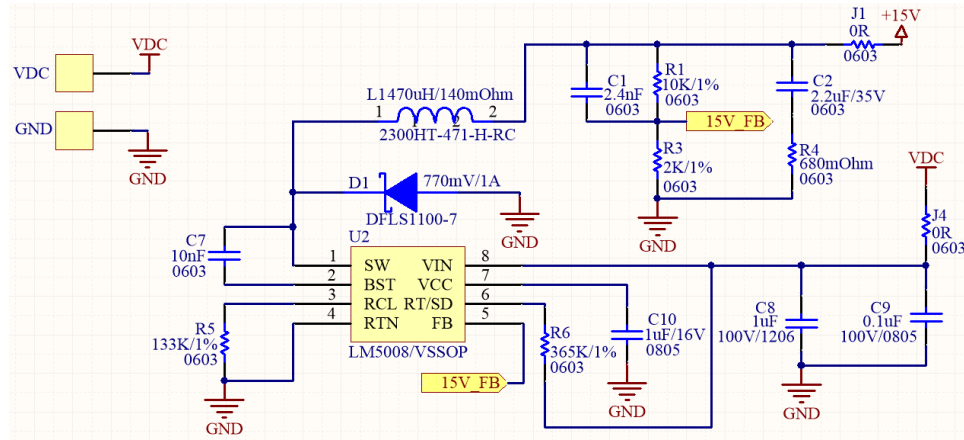 VDC
VDC
GND
GND
L1470uH/140mOhm
1 1 2 2
2300HT-471-H-RC
C1
2.4nF
0603
R1
10K/1%
0603
15V_FB
R3
2K/1%
0603
GND
C2
2.2uF/35V
0603
R4
680mOhm
0603
J1
0R
0603
+15V
D1
770mV/1A
DFLS1100-7
GND
C7
10nF
0603
U2
1 SW VIN 8
2 BST VCC 7
3 RCL RT/SD 6
4 RTN FB 5
LM5008/VSSOP
15V_FB
R5
133K/1%
0603
GND
R6
365K/1%
0603
C10
1uF/16V
0805
GND
VDC
J4
0R
0603
C8
1uF
100V/1206
C9
0.1uF
100V/0805
GND